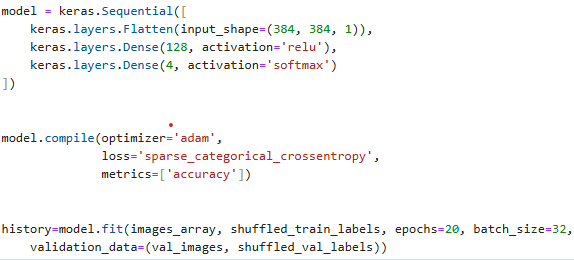 model = keras.Sequential([
    keras.layers.Flatten(input_shape=(384, 384, 1)),
    keras.layers.Dense(128, activation='relu'),
    keras.layers.Dense(4, activation='softmax')
])
model.compile(optimizer='adam',
              loss='sparse_categorical_crossentropy',
              metrics=['accuracy'])
history=model.fit(images_array, shuffled_train_labels, epochs=20, batch_size=32,
    validation_data=(val_images, shuffled_val_labels))